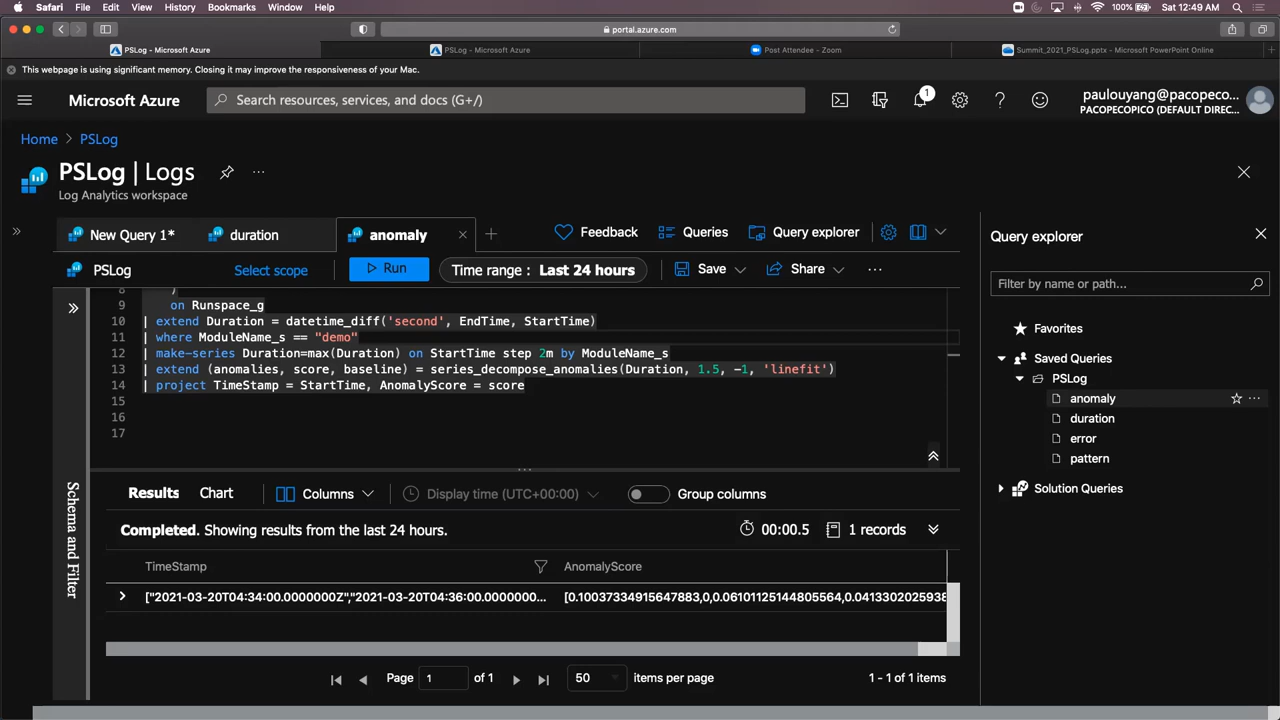 Safari File Edit View History Bookmarks Window Help 100% Sat 12:49 AM
portal.azure.com
PSLog - Microsoft Azure PSLog - Microsoft Azure Post Attendee - Zoom Summit_2021_PSLog.pptx - Microsoft PowerPoint Online
This webpage is using significant memory. Closing it may improve the responsiveness of your Mac.
Microsoft Azure Search resources, services, and docs (G+/) 1 paulouyang@pacopeco...
PACOPECOPICO (DEFAULT DIREC...
Home > PSLog
PSLog | Logs ...
Log Analytics workspace
New Query 1* duration anomaly Feedback Queries Query explorer
Query explorer
PSLog Select scope Run Time range : Last 24 hours Save Share ...
Filter by name or path...
8 )
9 on Runspace_g
10 | extend Duration = datetime_diff('second', EndTime, StartTime)
11 | where ModuleName_s == "demo"
12 | make-series Duration=max(Duration) on StartTime step 2m by ModuleName_s
13 | extend (anomalies, score, baseline) = series_decompose_anomalies(Duration, 1.5, -1, 'linefit')
14 | project TimeStamp = StartTime, AnomalyScore = score
15
16
17
Favorites
Saved Queries
PSLog
anomaly ...
duration
error
pattern
Solution Queries
Schema and Filter
Results Chart Columns Display time (UTC+00:00) Group columns
Completed. Showing results from the last 24 hours. 00:00.5 1 records
TimeStamp AnomalyScore
["2021-03-20T04:34:00.0000000Z","2021-03-20T04:36:00.0000000... [0.10037334915647883,0,0.06101125144805564,0.0413302025938
Page 1 of 1 50 items per page 1 - 1 of 1 items